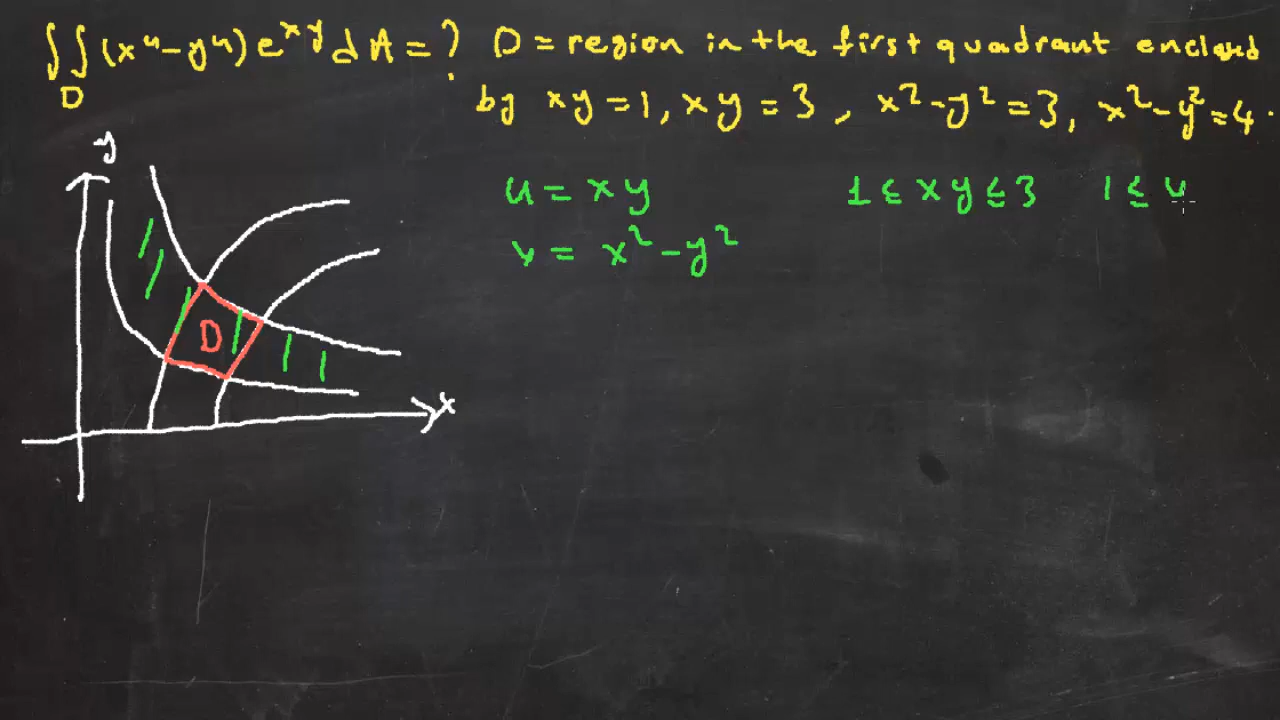 ∬_D (x⁴-y⁴) e^{xy} dA = ? D = region in the first quadrant enclosed
by xy = 1, xy = 3, x²-y² = 3, x²-y² = 4.
y
u = xy 1 ≤ xy ≤ 3 1 ≤ u
v = x²-y²
D
x